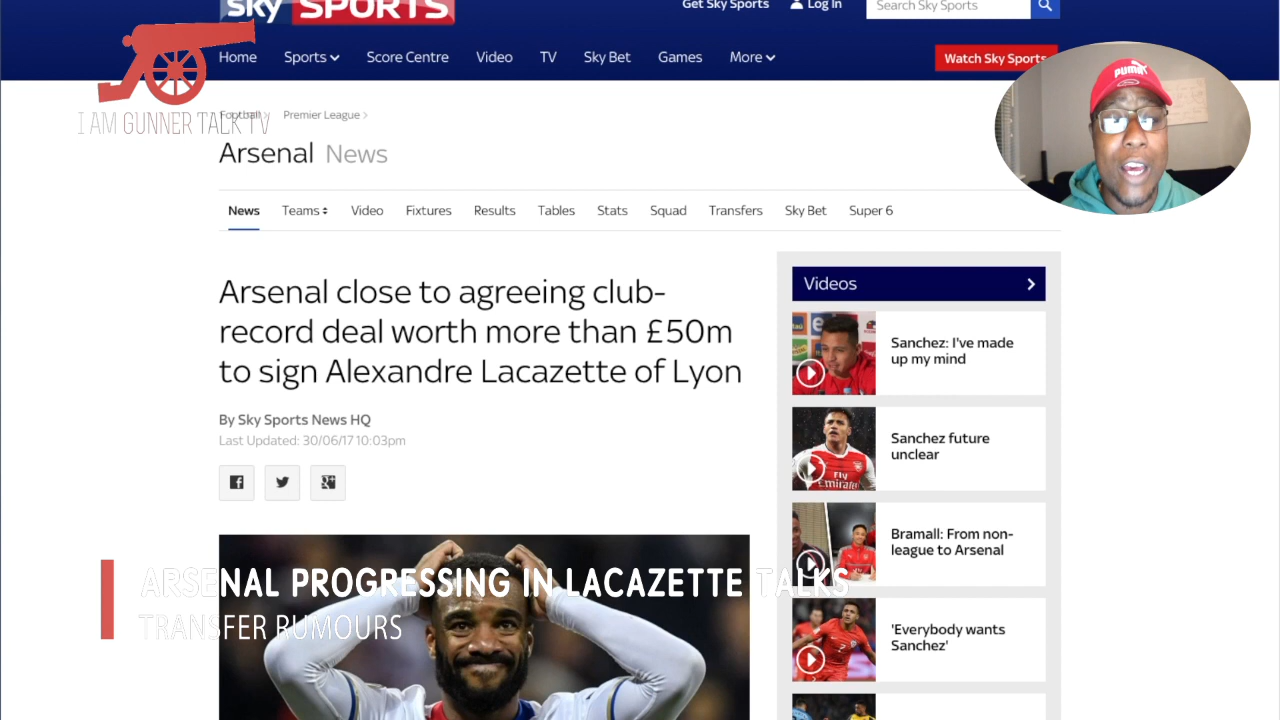 sky SPORTS
Get Sky Sports
Log In
Search Sky Sports
Home
Sports
Score Centre
Video
TV
Sky Bet
Games
More
Watch Sky Sports
PUMA
I AM GUNNER TALK TV
Football
Premier League
Arsenal News
News
Teams
Video
Fixtures
Results
Tables
Stats
Squad
Transfers
Sky Bet
Super 6
Arsenal close to agreeing club-
record deal worth more than £50m
to sign Alexandre Lacazette of Lyon
By Sky Sports News HQ
Last Updated: 30/06/17 10:03pm
Videos
Sanchez: I've made
up my mind
Sanchez future
unclear
Fly
Emirates
Bramall: From non-
league to Arsenal
'Everybody wants
Sanchez'
ARSENAL PROGRESSING IN LACAZETTE TALKS
TRANSFER RUMOURS